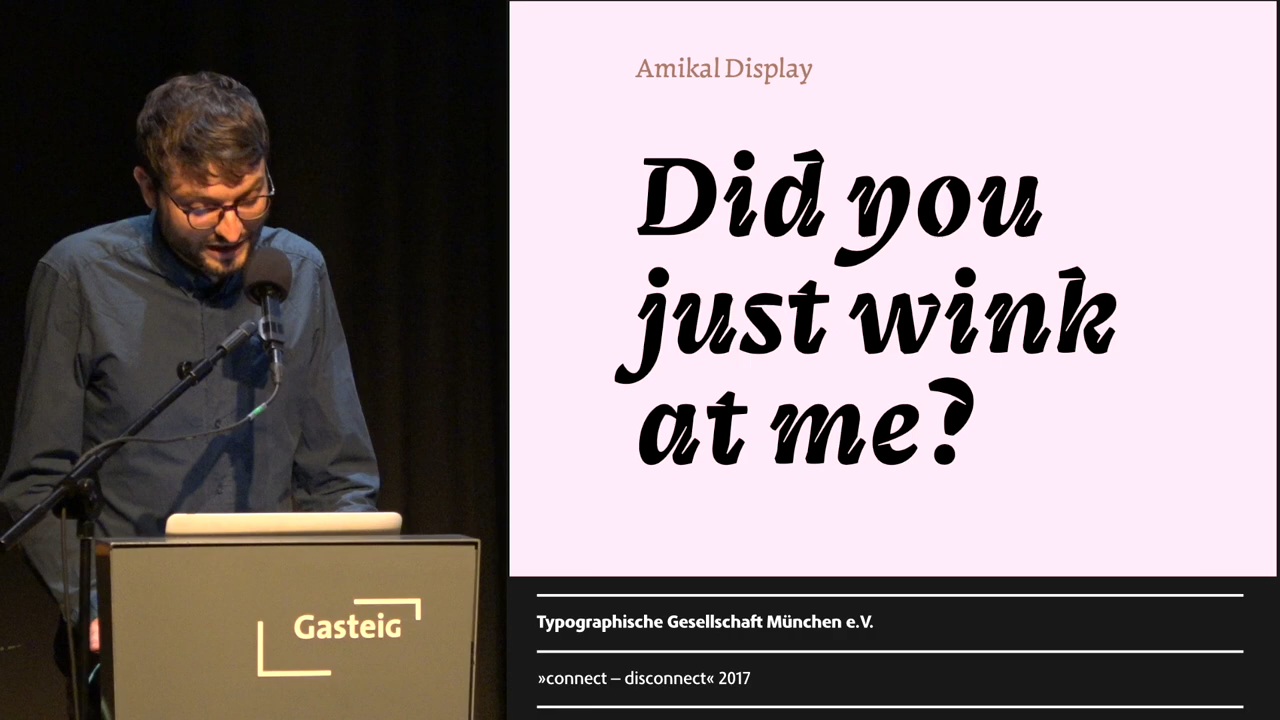 Amikal Display
Did you
just wink
at me?
Gasteig
Typographische Gesellschaft München e.V.
»connect – disconnect« 2017